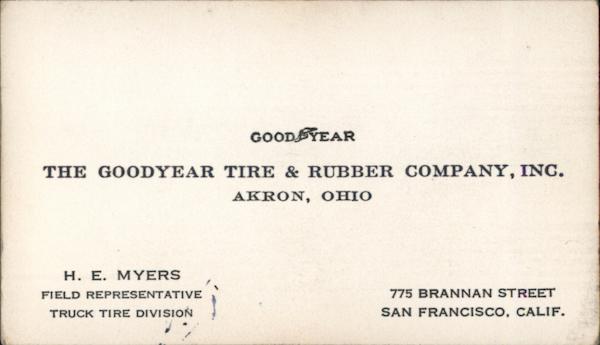 GOODYEAR
THE GOODYEAR TIRE & RUBBER COMPANY, INC.
AKRON, OHIO
H. E. MYERS
FIELD REPRESENTATIVE
TRUCK TIRE DIVISION
775 BRANNAN STREET
SAN FRANCISCO, CALIF.